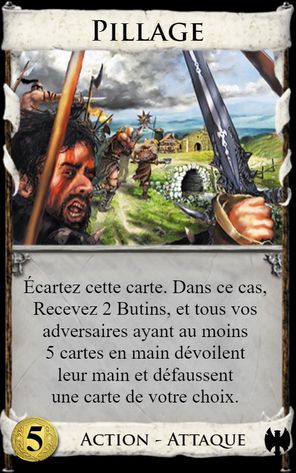 PILLAGE
Écartez cette carte. Dans ce cas,
Recevez 2 Butins, et tous vos
adversaires ayant au moins
5 cartes en main dévoilent
leur main et défaussent
une carte de votre choix.
5
ACTION - ATTAQUE